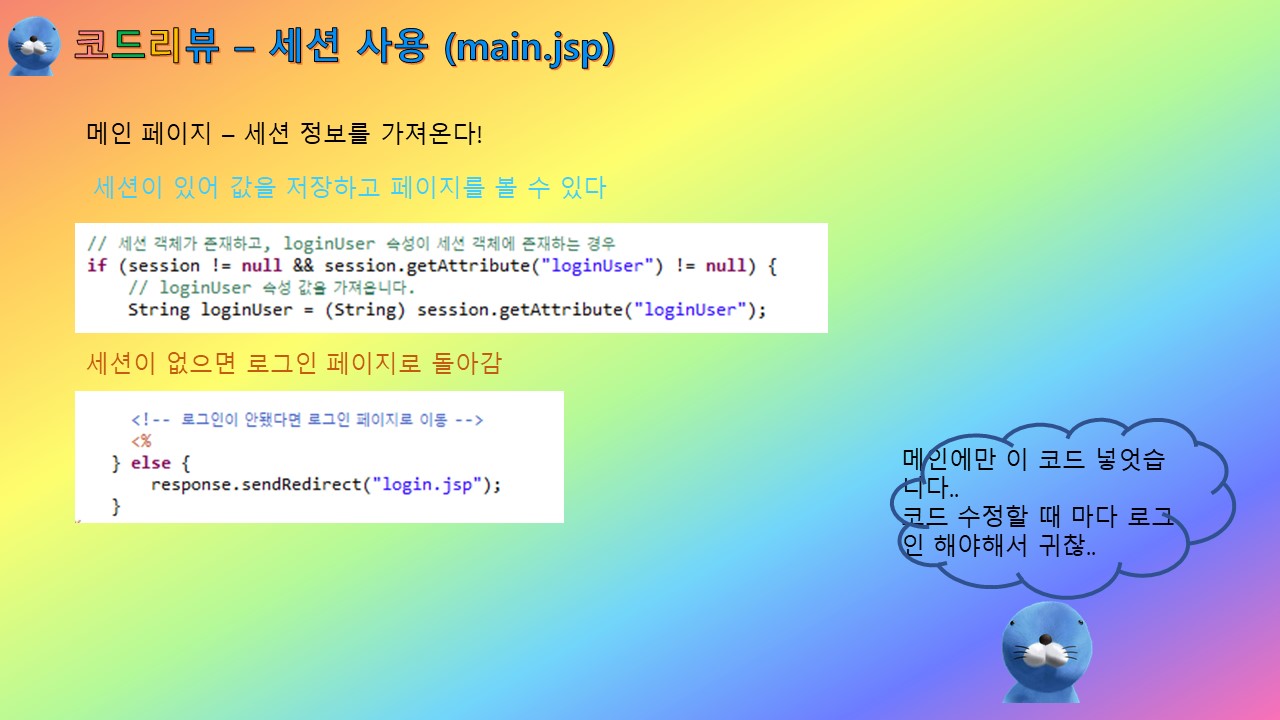 코드리뷰 – 세션 사용 (main.jsp)
메인 페이지 – 세션 정보를 가져온다!
세션이 있어 값을 저장하고 페이지를 볼 수 있다
// 세션 객체가 존재하고, loginUser 속성이 세션 객체에 존재하는 경우
if (session != null && session.getAttribute("loginUser") != null) {
// loginUser 속성 값을 가져옵니다.
String loginUser = (String) session.getAttribute("loginUser");
세션이 없으면 로그인 페이지로 돌아감
<!-- 로그인이 안됐다면 로그인 페이지로 이동 -->
<%
} else {
response.sendRedirect("login.jsp");
}
메인에만 이 코드 넣엇습
니다..
코드 수정할 때 마다 로그
인 해야해서 귀찮..